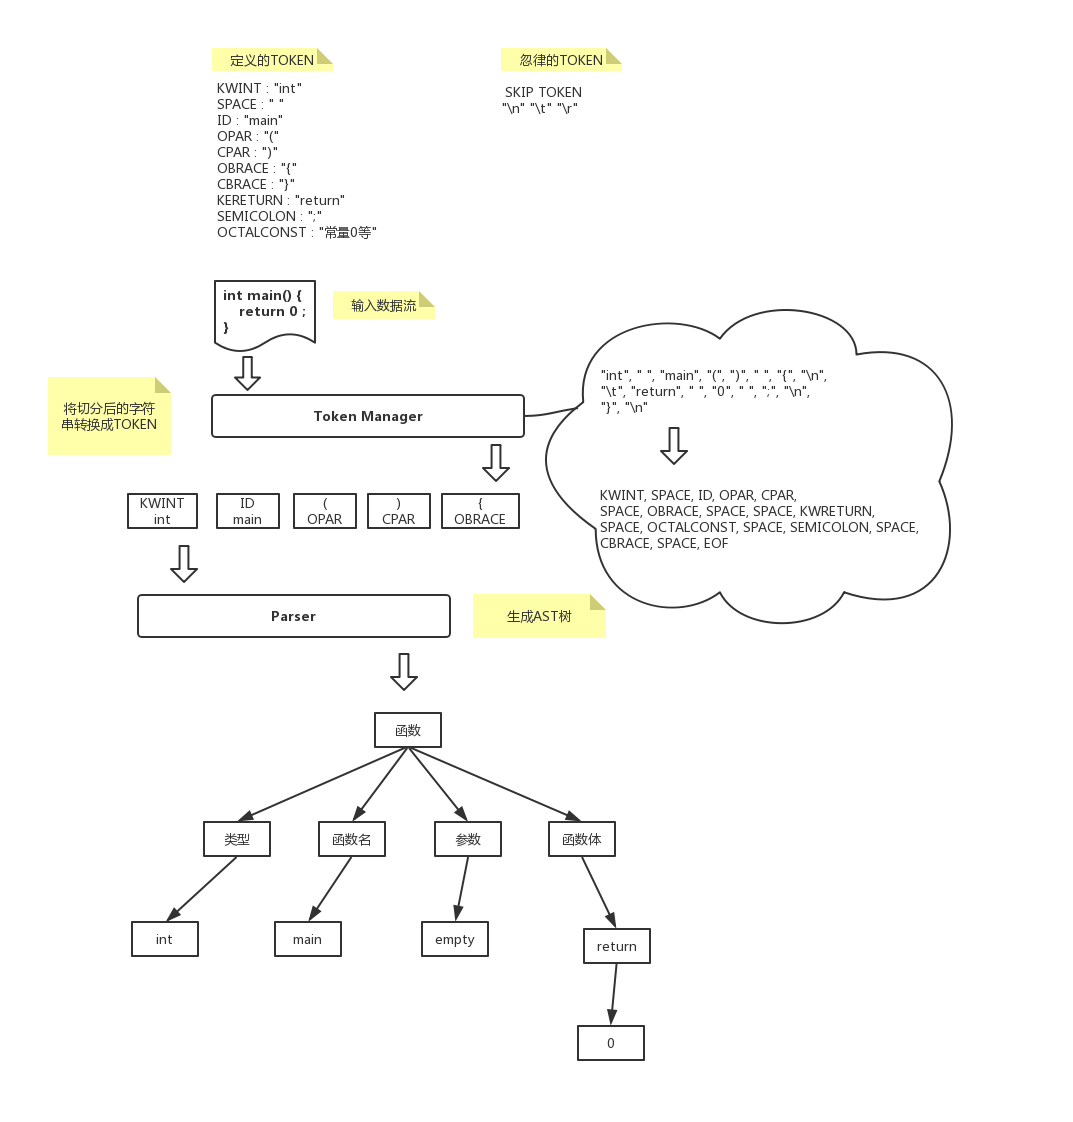 定义的TOKEN
忽律的TOKEN
KWINT : "int"
SPACE : " "
ID : "main"
OPAR : "("
CPAR : ")"
OBRACE : "{"
CBRACE : "}"
KERETURN : "return"
SEMICOLON : ";"
OCTALCONST : "常量0等"
SKIP TOKEN
"\n" "\t" "\r"
int main() {
return 0 ;
}
输入数据流
将切分后的字符
串转换成TOKEN
Token Manager
"int", " ", "main", "(", ")", " ", "{", "\n",
"\t", "return", " ", "0", " ", ";", "\n",
"}", "\n"
KWINT, SPACE, ID, OPAR, CPAR,
SPACE, OBRACE, SPACE, SPACE, KWRETURN,
SPACE, OCTALCONST, SPACE, SEMICOLON, SPACE,
CBRACE, SPACE, EOF
KWINT
int
ID
main
(
OPAR
)
CPAR
{
OBRACE
Parser
生成AST树
函数
类型
函数名
参数
函数体
int
main
empty
return
0